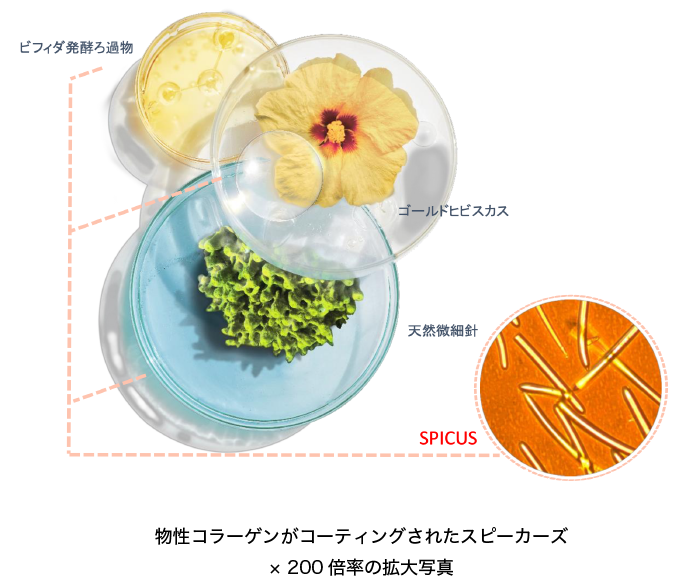 ビフィダ発酵ろ過物
ゴールドヒビスカス
天然微細針
SPICUS
物性コラーゲンがコーティングされたスピーカーズ
× 200 倍率の拡大写真